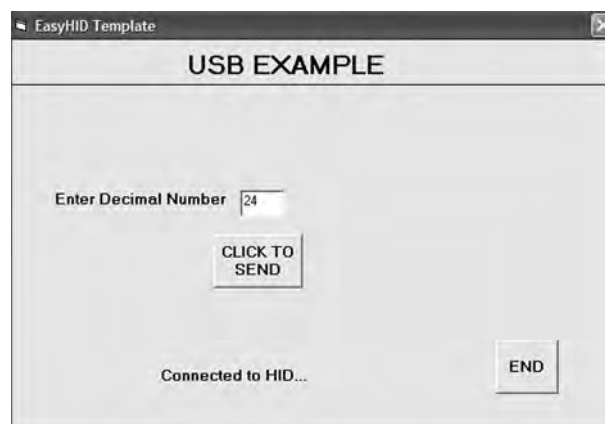 EasyHID Template
USB EXAMPLE
Enter Decimal Number 24
CLICK TO
SEND
END
Connected to HID...